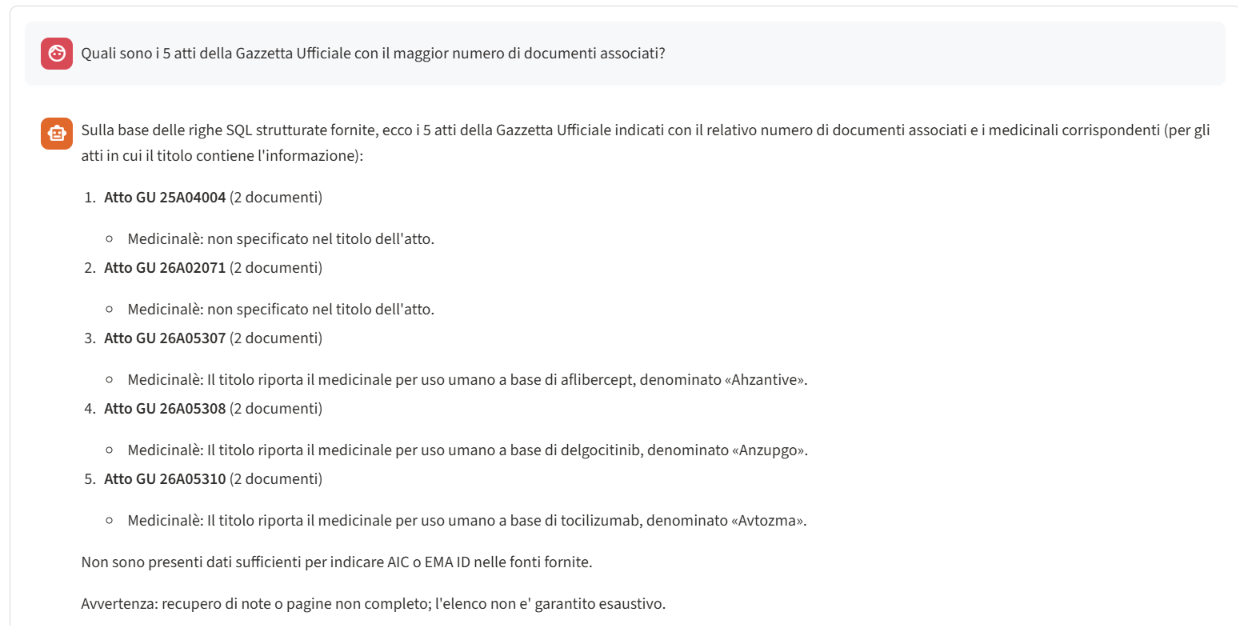 Quali sono i 5 atti della Gazzetta Ufficiale con il maggior numero di documenti associati?
Sulla base delle righe SQL strutturate fornite, ecco i 5 atti della Gazzetta Ufficiale indicati con il relativo numero di documenti associati e i medicinali corrispondenti (per gli
atti in cui il titolo contiene l'informazione):
1. Atto GU 25A04004 (2 documenti)
◦ Medicinalè: non specificato nel titolo dell'atto.
2. Atto GU 26A02071 (2 documenti)
◦ Medicinalè: non specificato nel titolo dell'atto.
3. Atto GU 26A05307 (2 documenti)
◦ Medicinalè: Il titolo riporta il medicinale per uso umano a base di aflibercept, denominato «Ahzantive».
4. Atto GU 26A05308 (2 documenti)
◦ Medicinalè: Il titolo riporta il medicinale per uso umano a base di delgocitinib, denominato «Anzupgo».
5. Atto GU 26A05310 (2 documenti)
◦ Medicinalè: Il titolo riporta il medicinale per uso umano a base di tocilizumab, denominato «Avtozma».
Non sono presenti dati sufficienti per indicare AIC o EMA ID nelle fonti fornite.
Avvertenza: recupero di note o pagine non completo; l'elenco non e' garantito esaustivo.